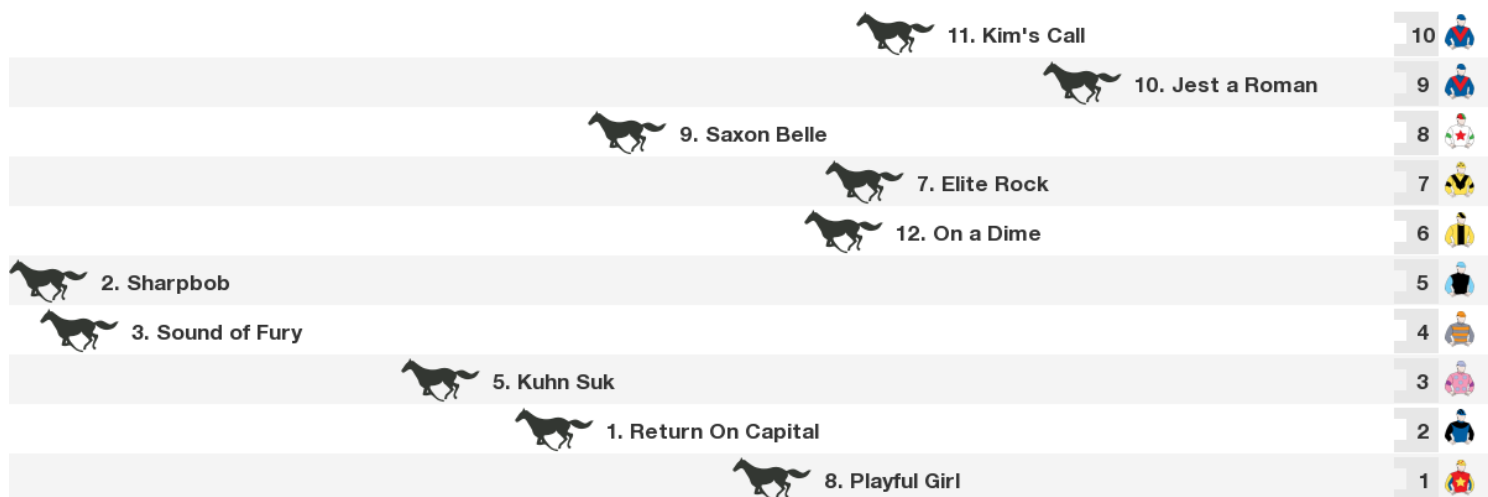 11. Kim's Call 10
10. Jest a Roman 9
9. Saxon Belle 8
7. Elite Rock 7
12. On a Dime 6
2. Sharpbob 5
3. Sound of Fury 4
5. Kuhn Suk 3
1. Return On Capital 2
8. Playful Girl 1